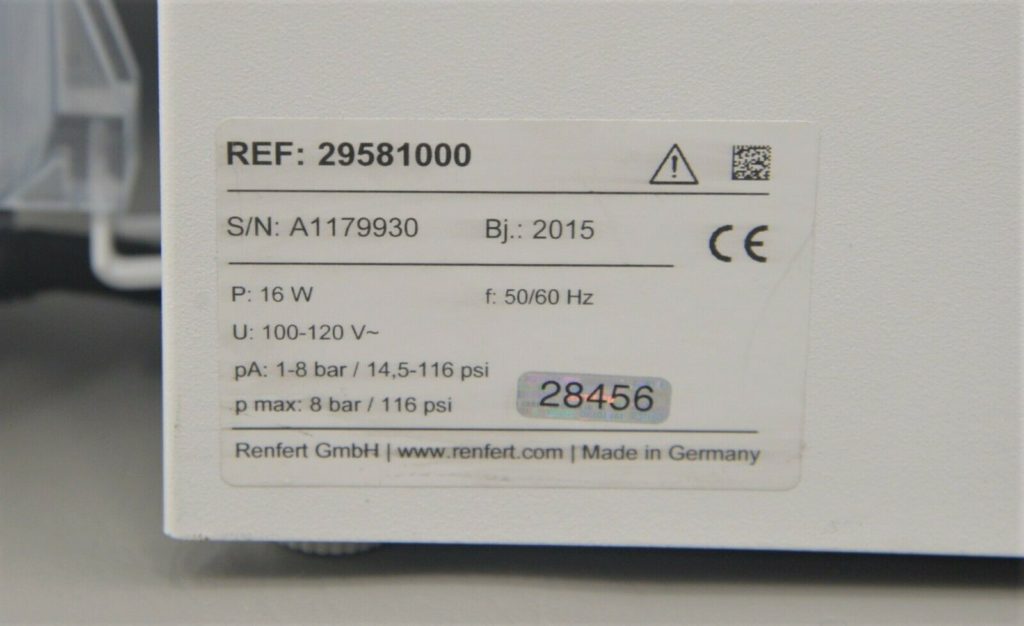 REF: 29581000
S/N: A1179930 Bj.: 2015
CE
P: 16 W f: 50/60 Hz
U: 100-120 V~
pA: 1-8 bar / 14,5-116 psi
p max: 8 bar / 116 psi
28456
Renfert GmbH | www.renfert.com | Made in Germany